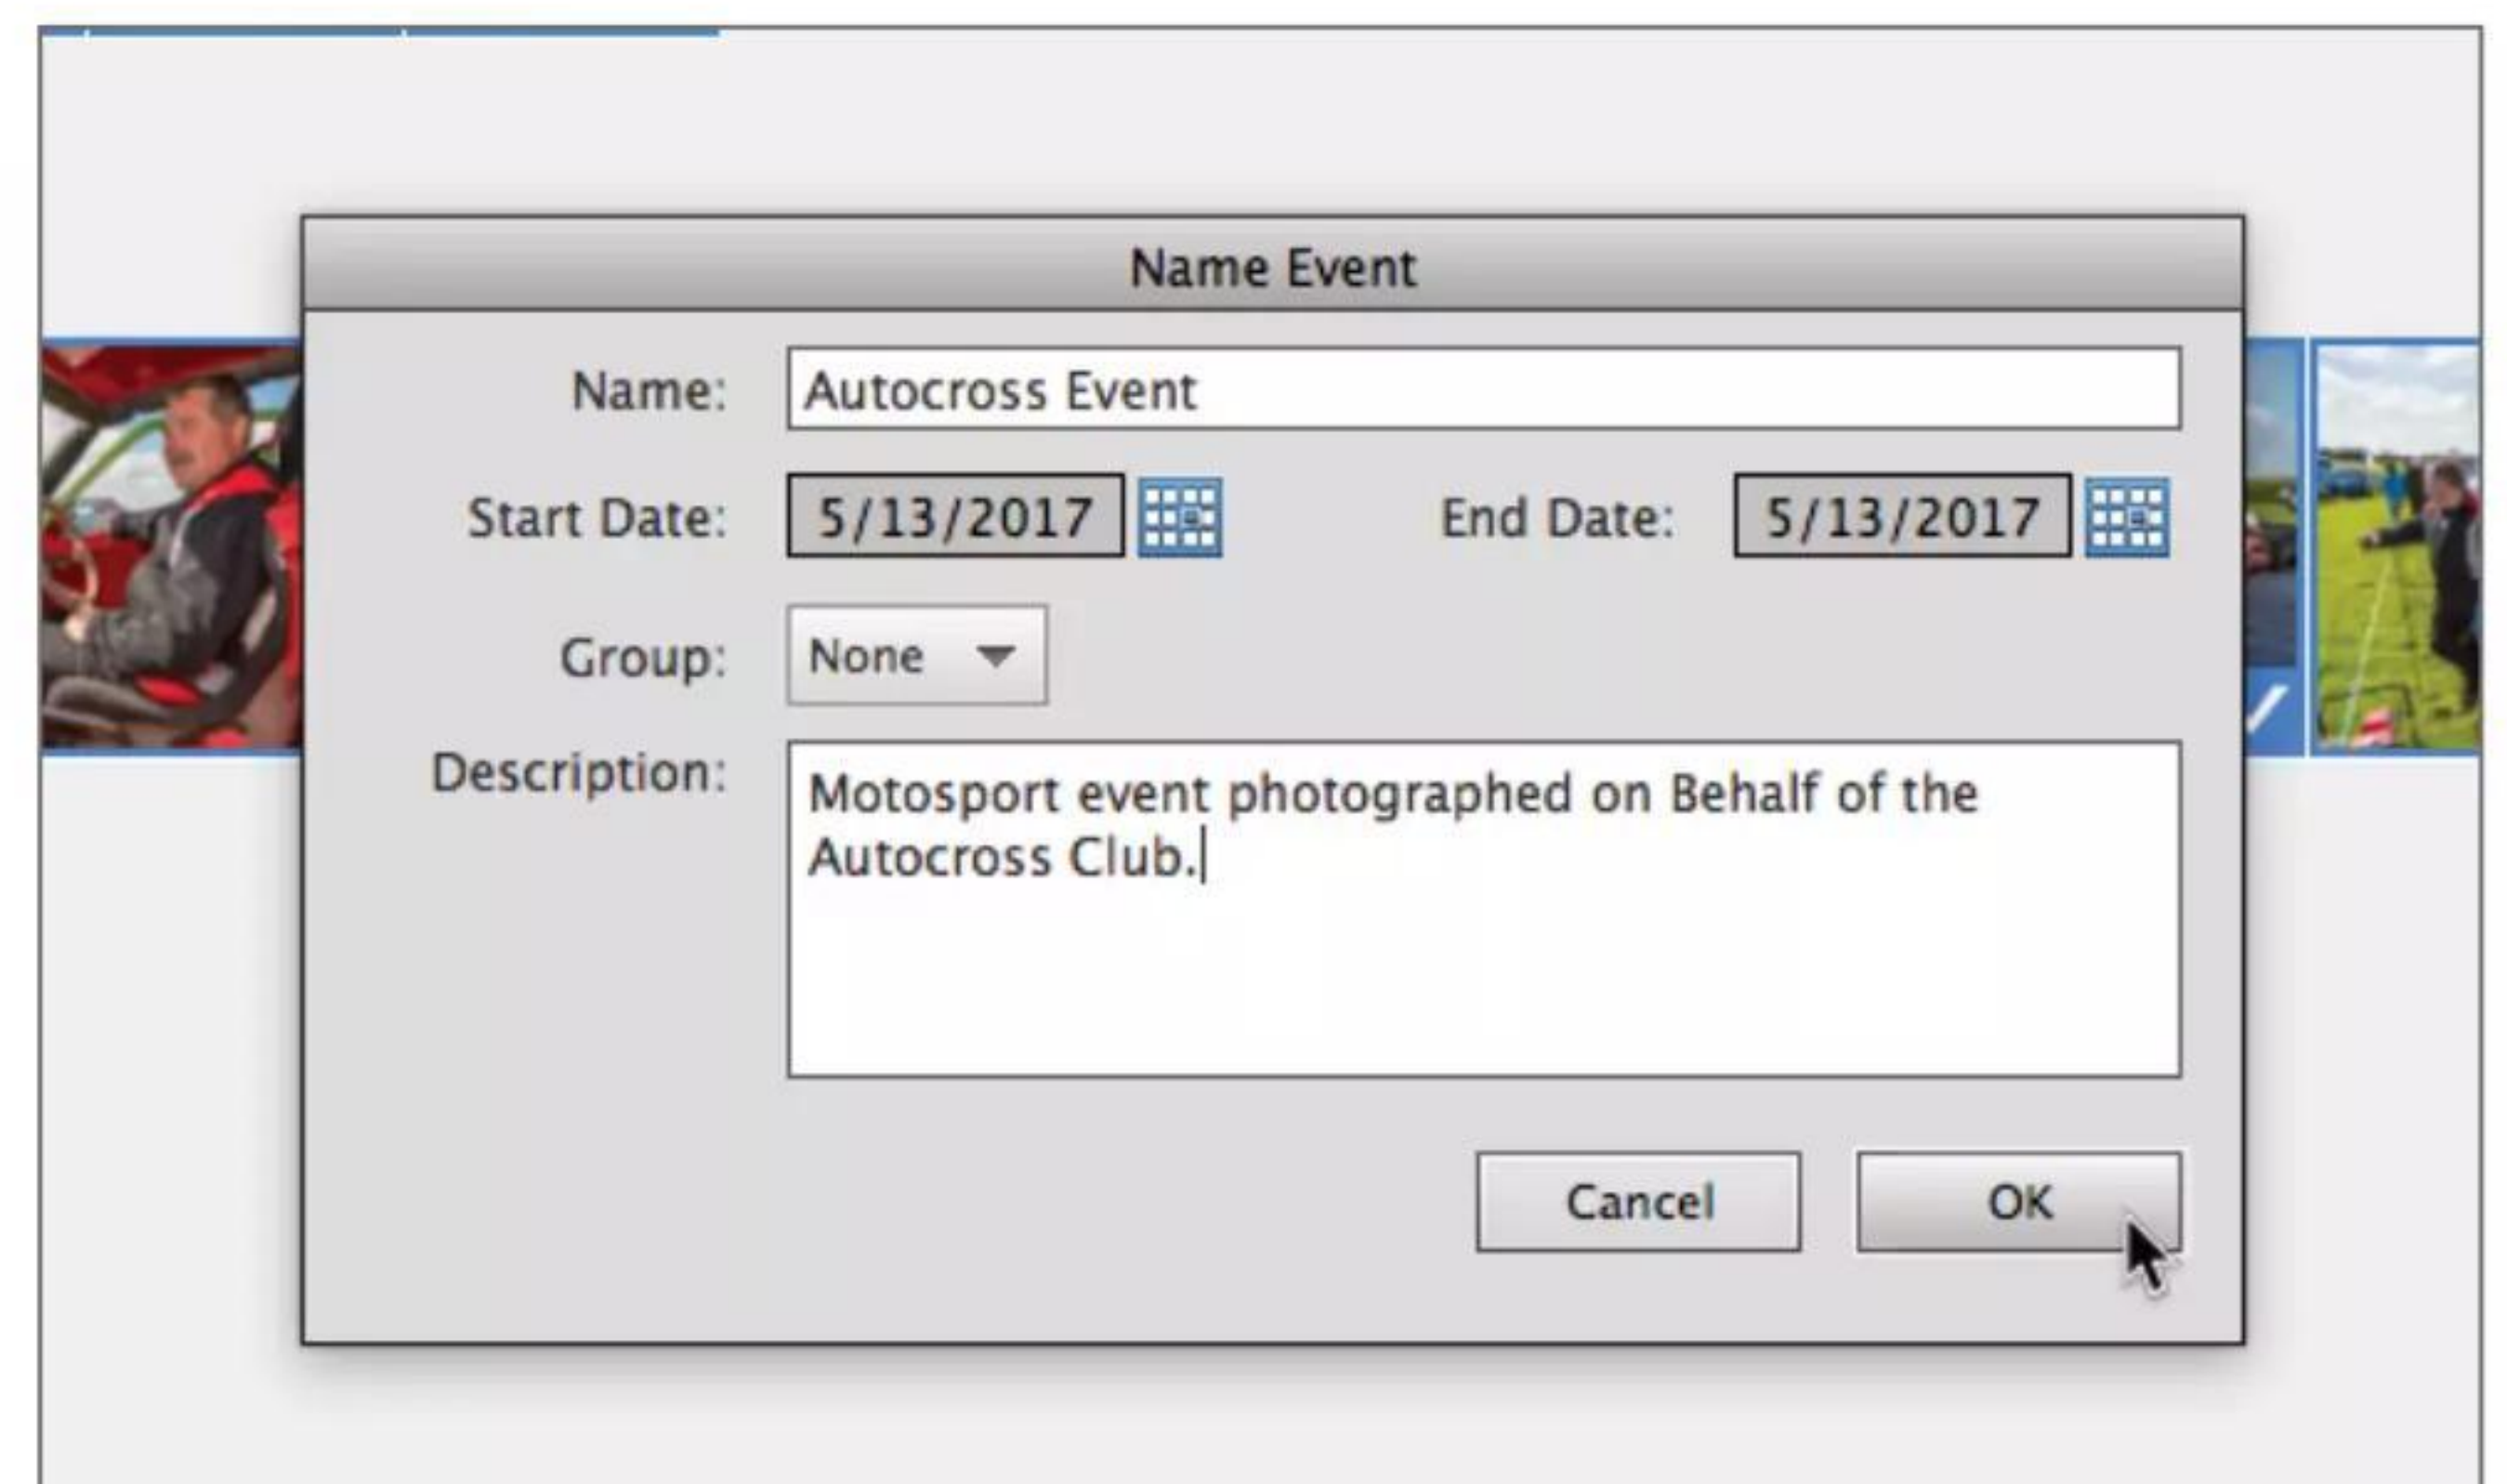 Name Event
Name: Autocross Event
Start Date: 5/13/2017 End Date: 5/13/2017
Group: None
Description: Motosport event photographed on Behalf of the
Autocross Club.
Cancel OK